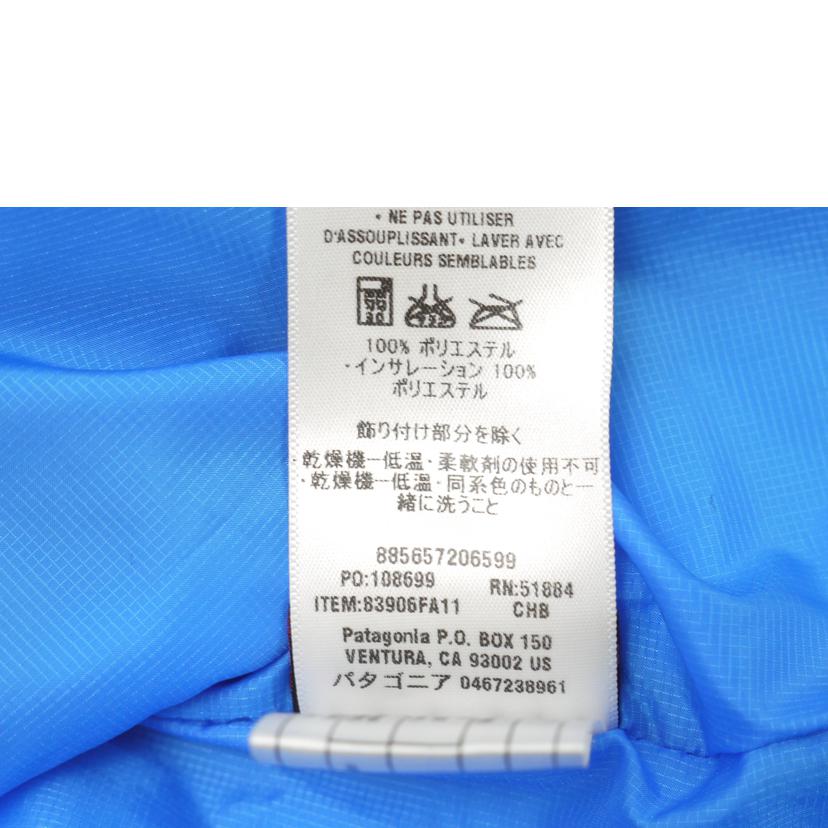 • NE PAS UTILISER
D'ASSOUPLISSANT• LAVER AVEC
COULEURS SEMBLABLES
100% ポリエステル
・インサレーション 100%
ポリエステル
飾り付け部分を除く
・乾燥機ー低温・柔軟剤の使用不可
・乾燥機ー低温・同系色のものと一
緒に洗うこと
885657206599
PO:108699 RN:51884
ITEM:83906FA11 CHB
Patagonia P.O. BOX 150
VENTURA, CA 93002 US
パタゴニア 0467238961